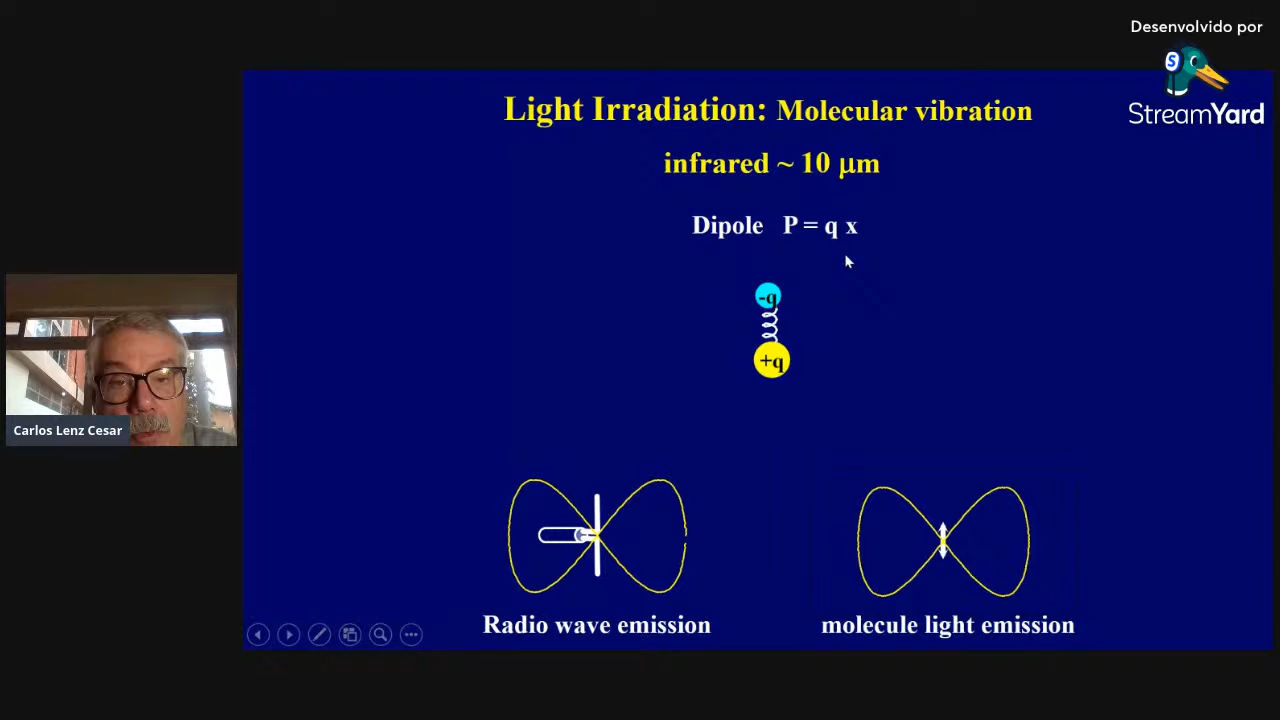 Desenvolvido por
S
StreamYard
Light Irradiation: Molecular vibration
infrared ~ 10 μm
Dipole P = q x
-q
+q
Carlos Lenz Cesar
Radio wave emission
molecule light emission